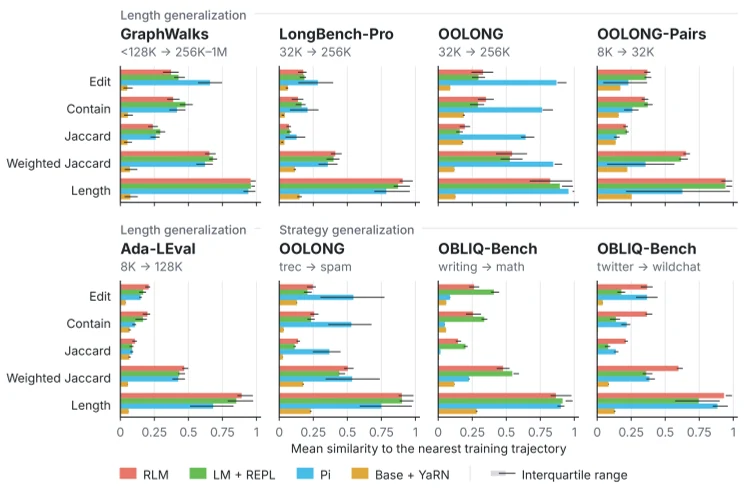 Length generalization
GraphWalks
<128K → 256K–1M
LongBench-Pro
32K → 256K
OOLONG
32K → 256K
OOLONG-Pairs
8K → 32K
Edit
Contain
Jaccard
Weighted Jaccard
Length
Length generalization
Strategy generalization
Ada-LEval
8K → 128K
OOLONG
trec → spam
OBLIQ-Bench
writing → math
OBLIQ-Bench
twitter → wildchat
Edit
Contain
Jaccard
Weighted Jaccard
Length
0 0.25 0.5 0.75 1 0 0.25 0.5 0.75 1 0 0.25 0.5 0.75 1 0 0.25 0.5 0.75 1
Mean similarity to the nearest training trajectory
RLM LM + REPL Pi Base + YaRN Interquartile range